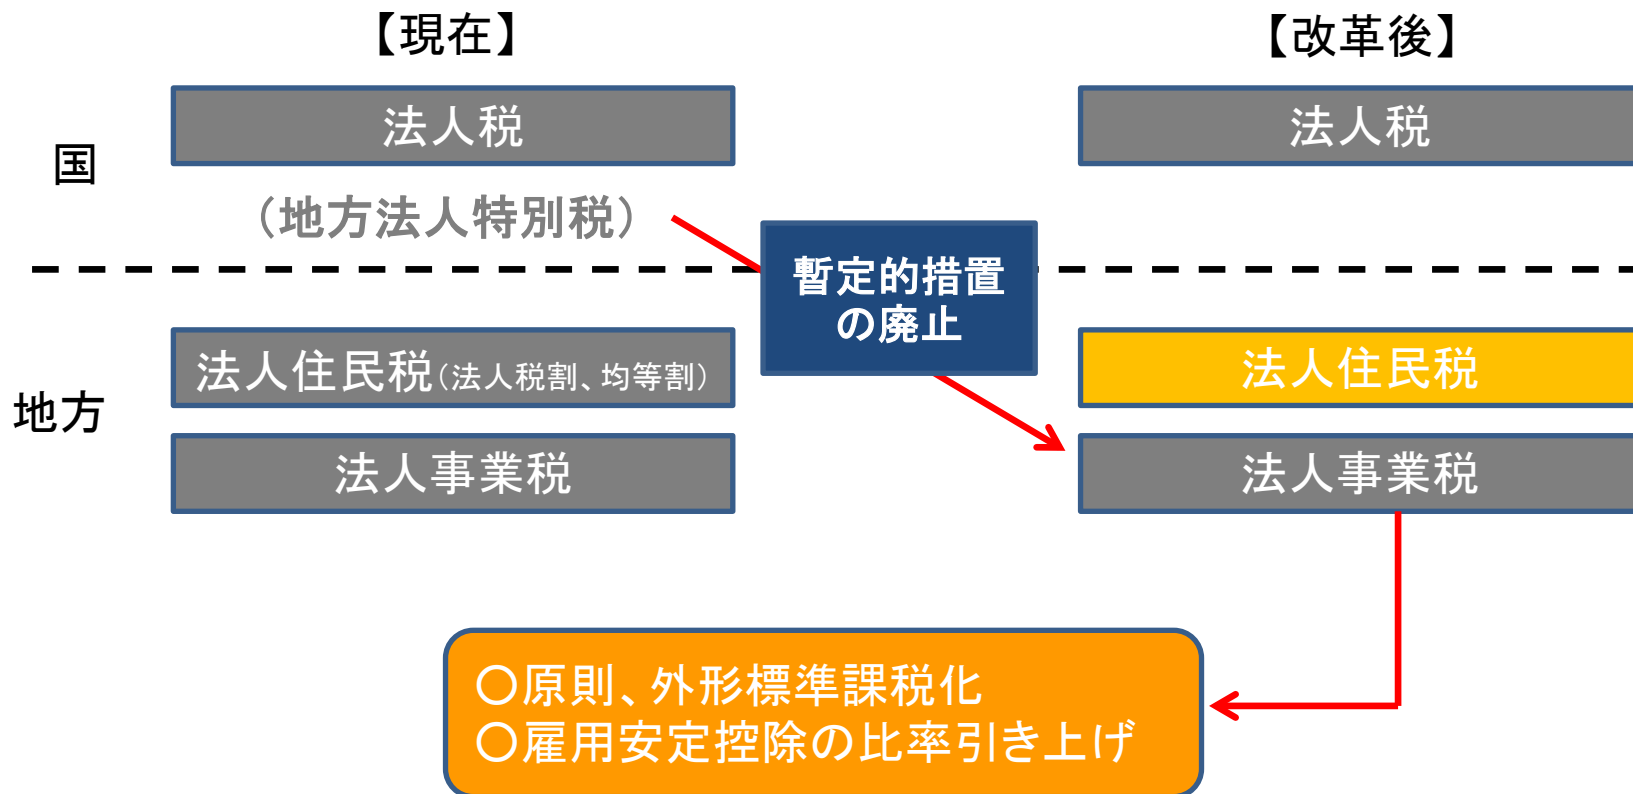 【現在】
【改革後】
国
法人税
法人税
（地方法人特別税）
暫定的措置
の廃止
地方
法人住民税（法人税割、均等割）
法人住民税
法人事業税
法人事業税
○原則、外形標準課税化
○雇用安定控除の比率引き上げ